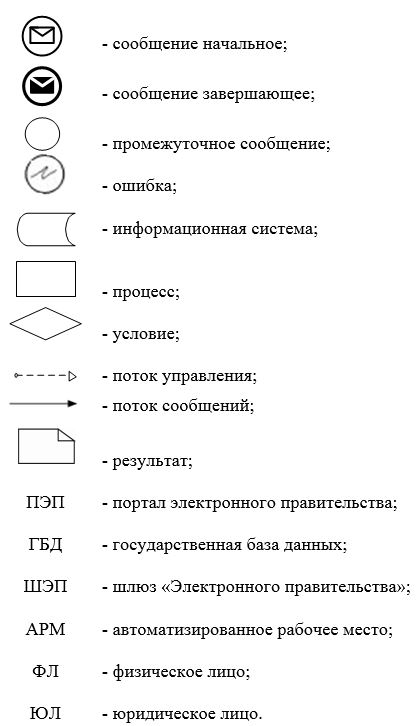 - сообщение начальное;
- сообщение завершающее;
- промежуточное сообщение;
- ошибка;
- информационная система;
- процесс;
- условие;
- поток управления;
- поток сообщений;
- результат;
ПЭП - портал электронного правительства;
ГБД - государственная база данных;
ШЭП - шлюз «Электронного правительства»;
АРМ - автоматизированное рабочее место;
ФЛ - физическое лицо;
ЮЛ - юридическое лицо.